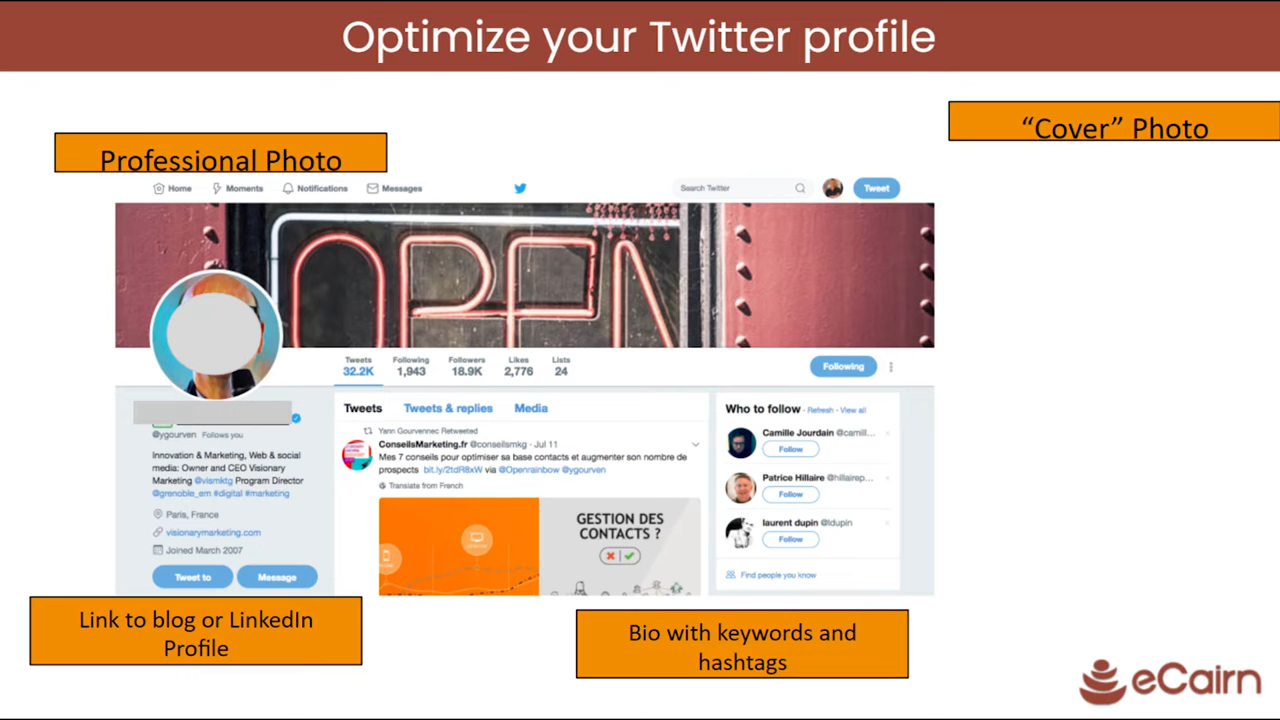 Optimize your Twitter profile
“Cover” Photo
Professional Photo
Home Moments Notifications Messages
Search Twitter
Tweet
OPEN
Tweets Following Followers Likes Lists
32.2K 1,943 18.9K 2,776 24
Following
Tweets Tweets & replies Media
@ygourven Follows you
Innovation & Marketing, Web & social
media: Owner and CEO Visionary
Marketing @vismktg Program Director
@grenoble_em #digital #marketing
Paris, France
visionarymarketing.com
Joined March 2007
Tweet to Message
Yann Gourvennec Retweeted
ConseilsMarketing.fr @conseilsmkg · Jul 11
Mes 7 conseils pour optimiser sa base contacts et augmenter son nombre de
prospects bit.ly/2tdR8xW via @Openrainbow @ygourven
Translate from French
GESTION DES
CONTACTS ?
Who to follow · Refresh · View all
Camille Jourdain @camill...
Follow
Patrice Hillaire @hillairep...
Follow
laurent dupin @ldupin
Follow
Find people you know
Link to blog or LinkedIn
Profile
Bio with keywords and
hashtags
eCairn